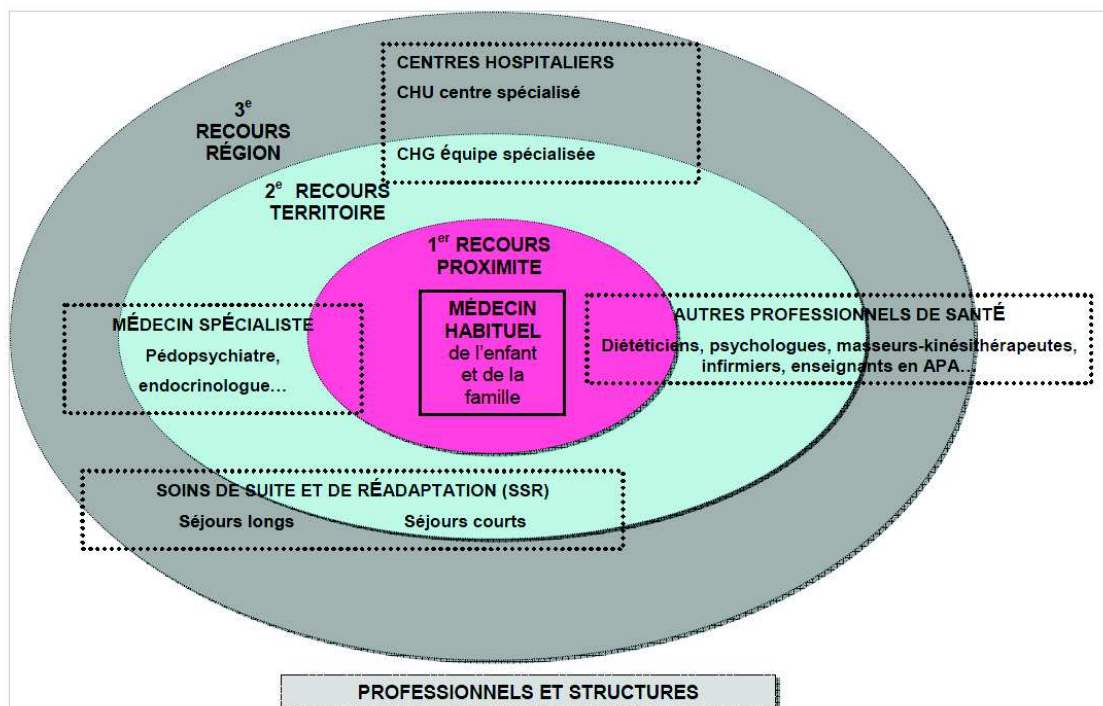 CENTRES HOSPITALIERS
CHU centre spécialisé
3e
RECOURS
RÉGION
CHG équipe spécialisée
2e RECOURS
TERRITOIRE
1er RECOURS
PROXIMITE
MÉDECIN SPÉCIALISTE
Pédopsychiatre,
endocrinologue...
MÉDECIN
HABITUEL
de l'enfant
et de la
famille
AUTRES PROFESSIONNELS DE SANTÉ
Diététiciens, psychologues, masseurs-kinésithérapeutes,
infirmiers, enseignants en APA...
SOINS DE SUITE ET DE RÉADAPTATION (SSR)
Séjours longs Séjours courts
PROFESSIONNELS ET STRUCTURES